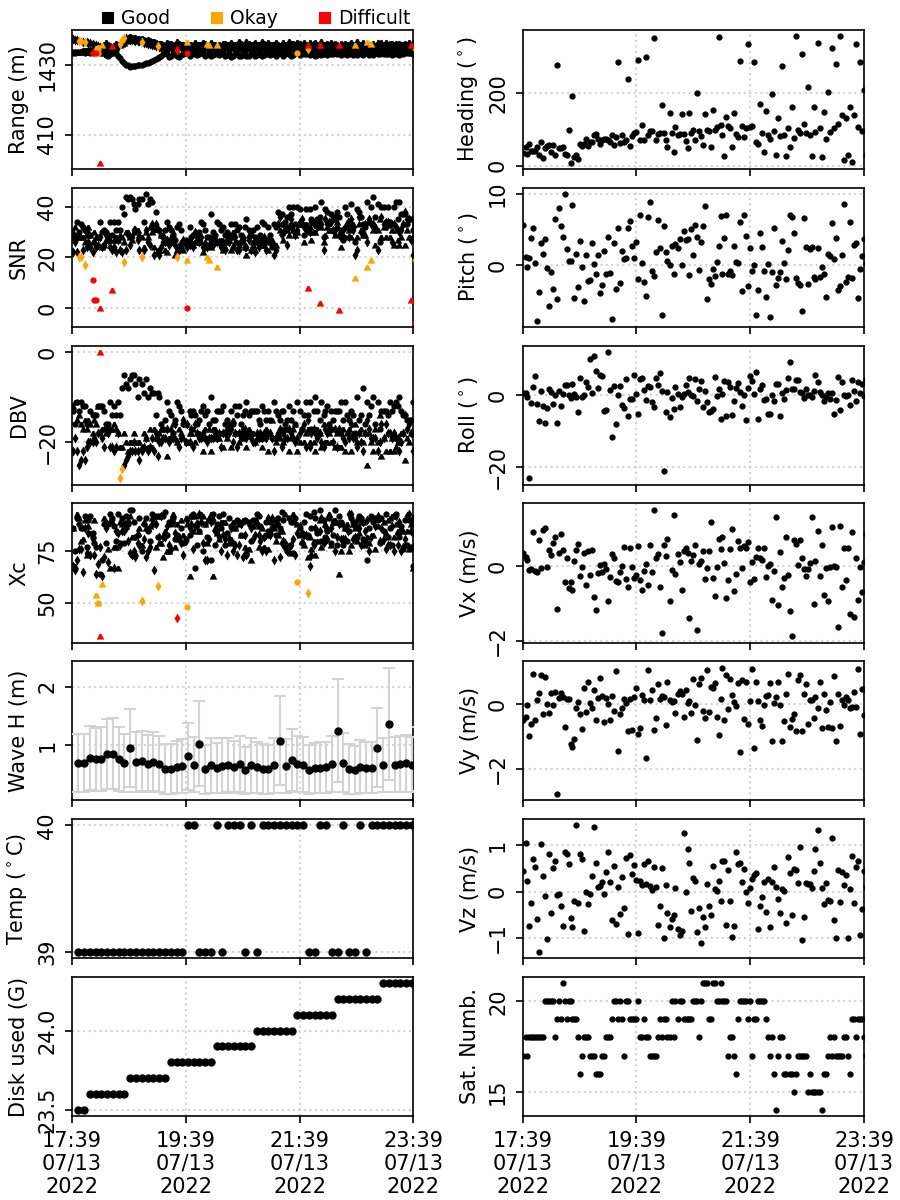 Good Okay Difficult
Range (m)
1430
410
Heading (°)
200
0
SNR
40
20
0
Pitch (°)
10
0
DBV
0
−20
Roll (°)
0
−20
Xc
75
50
Vx (m/s)
0
−2
Wave H (m)
2
1
Vy (m/s)
0
−2
Temp (°C)
40
39
Vz (m/s)
1
0
−1
Disk used (G)
24.0
23.5
Sat. Numb.
20
15
17:39 19:39 21:39 23:39 17:39 19:39 21:39 23:39
07/13 07/13 07/13 07/13 07/13 07/13 07/13 07/13
2022 2022 2022 2022 2022 2022 2022 2022